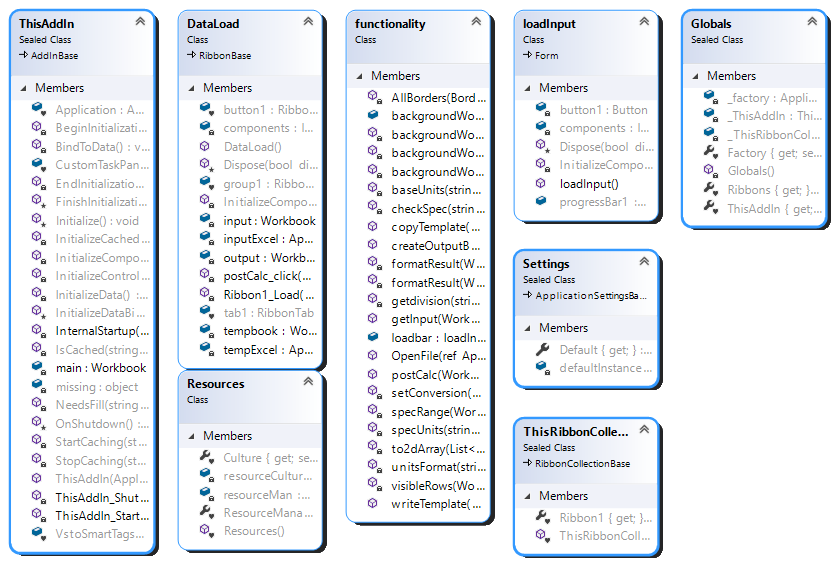 ThisAddIn
Sealed Class
AddInBase
Members
Application : A...
BeginInitializati...
BindToData() : v...
CustomTaskPan...
EndInitializatio...
FinishInitializati...
Initialize() : void
InitializeCached...
InitializeCompo...
InitializeControl...
InitializeData() :...
InitializeDataBi...
InternalStartup(...
IsCached(string...
main : Workbook
missing : object
NeedsFill(string...
OnShutdown() :...
StartCaching(st...
StopCaching(st...
ThisAddIn(Appl...
ThisAddIn_Shut...
ThisAddIn_Start...
VstoSmartTags...
DataLoad
Class
RibbonBase
Members
button1 : Ribbo...
components : I...
DataLoad()
Dispose(bool di...
group1 : Ribbo...
InitializeCompo...
input : Workbook
inputExcel : Ap...
output : Workb...
postCalc_click(...
Ribbon1_Load(...
tab1 : RibbonTab
tempbook : Wo...
tempExcel : Ap...
Resources
Class
Members
Culture { get; se...
resourceCultur...
resourceMan :...
ResourceMana...
Resources()
functionality
Class
Members
AllBorders(Bord...
backgroundWo...
backgroundWo...
backgroundWo...
backgroundWo...
baseUnits(strin...
checkSpec(strin...
copyTemplate(...
createOutputB...
formatResult(W...
formatResult(W...
getdivision(strin...
getInput(Work...
loadbar : loadIn...
OpenFile(ref Ap...
postCalc(Work...
setConversion(...
specRange(Wor...
specUnits(strin...
to2dArray(List<...
unitsFormat(stri...
visibleRows(Wo...
writeTemplate(...
loadInput
Class
Form
Members
button1 : Button
components : I...
Dispose(bool di...
InitializeCompo...
loadInput()
progressBar1 :...
Settings
Sealed Class
ApplicationSettingsBa...
Members
Default { get; } :...
defaultInstance...
ThisRibbonColle...
Sealed Class
RibbonCollectionBase
Members
Ribbon1 { get; }...
ThisRibbonColl...
Globals
Sealed Class
Members
_factory : Appli...
_ThisAddIn : Thi...
_ThisRibbonCol...
Factory { get; se...
Globals()
Ribbons { get; }...
ThisAddIn { get;...